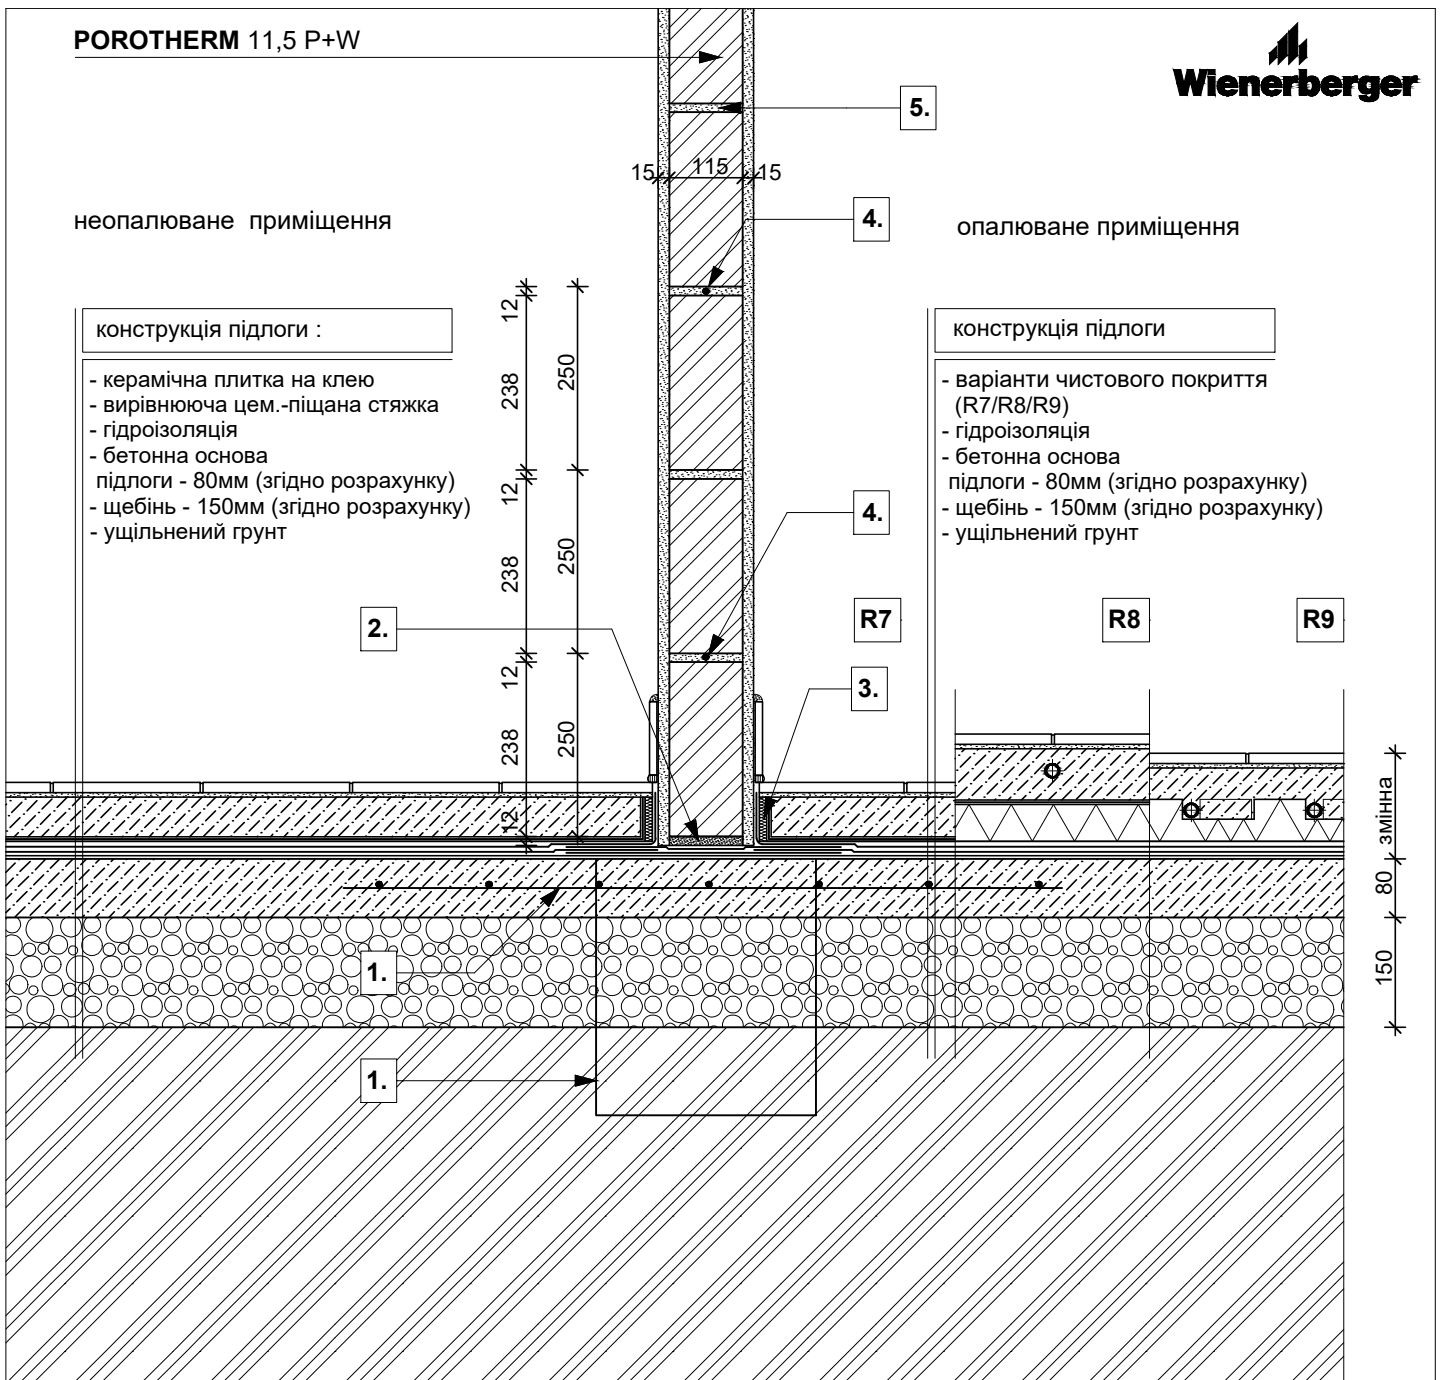 POROTHERM 11,5 P+W
Wienerberger
5.
15 115 15
неопалюване приміщення
4.
опалюване приміщення
конструкція підлоги :
- керамічна плитка на клею
- вирівнююча цем.-піщана стяжка
- гідроізоляція
- бетонна основа
підлоги - 80мм (згідно розрахунку)
- щебінь - 150мм (згідно розрахунку)
- ущільнений грунт
12
238
250
12
238
250
12
238
250
12
конструкція підлоги
- варіанти чистового покриття
(R7/R8/R9)
- гідроізоляція
- бетонна основа
підлоги - 80мм (згідно розрахунку)
- щебінь - 150мм (згідно розрахунку)
- ущільнений грунт
4.
2.
R7
R8
R9
3.
змінна
80
150
1.
1.